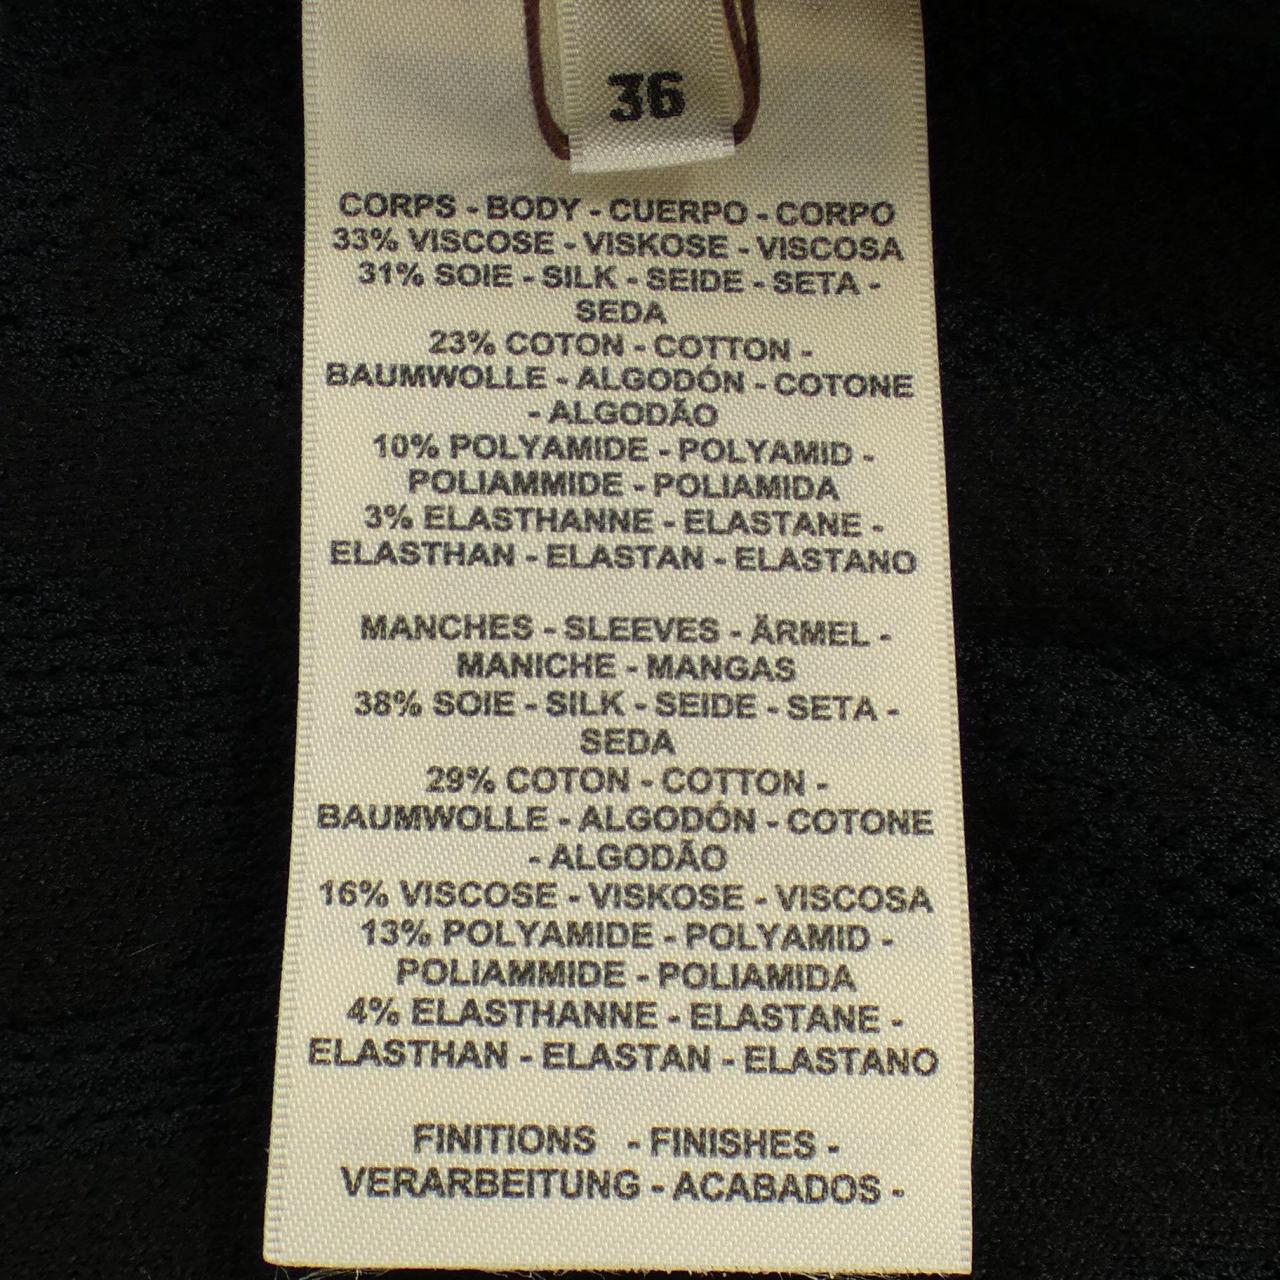 36
CORPS - BODY - CUERPO - CORPO
33% VISCOSE - VISKOSE - VISCOSA
31% SOIE - SILK - SEIDE - SETA -
SEDA
23% COTON - COTTON -
BAUMWOLLE - ALGODÓN - COTONE
- ALGODÃO
10% POLYAMIDE - POLYAMID -
POLIAMMIDE - POLIAMIDA
3% ELASTHANNE - ELASTANE -
ELASTHAN - ELASTAN - ELASTANO
MANCHES - SLEEVES - ÄRMEL -
MANICHE - MANGAS
38% SOIE - SILK - SEIDE - SETA -
SEDA
29% COTON - COTTON -
BAUMWOLLE - ALGODÓN - COTONE
- ALGODÃO
16% VISCOSE - VISKOSE - VISCOSA
13% POLYAMIDE - POLYAMID -
POLIAMMIDE - POLIAMIDA
4% ELASTHANNE - ELASTANE -
ELASTHAN - ELASTAN - ELASTANO
FINITIONS - FINISHES -
VERARBEITUNG - ACABADOS -